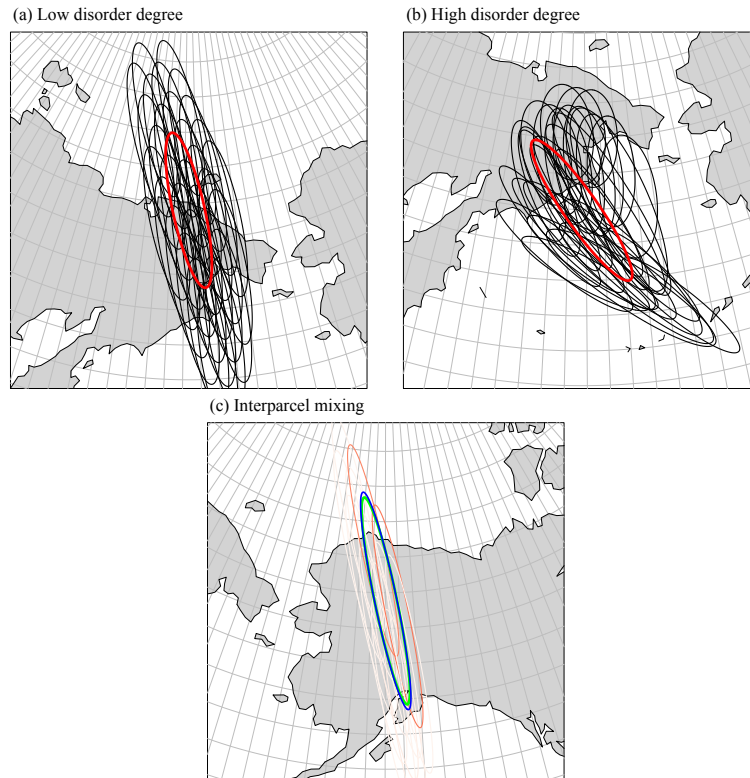 (a) Low disorder degree
(b) High disorder degree
(c) Interparcel mixing